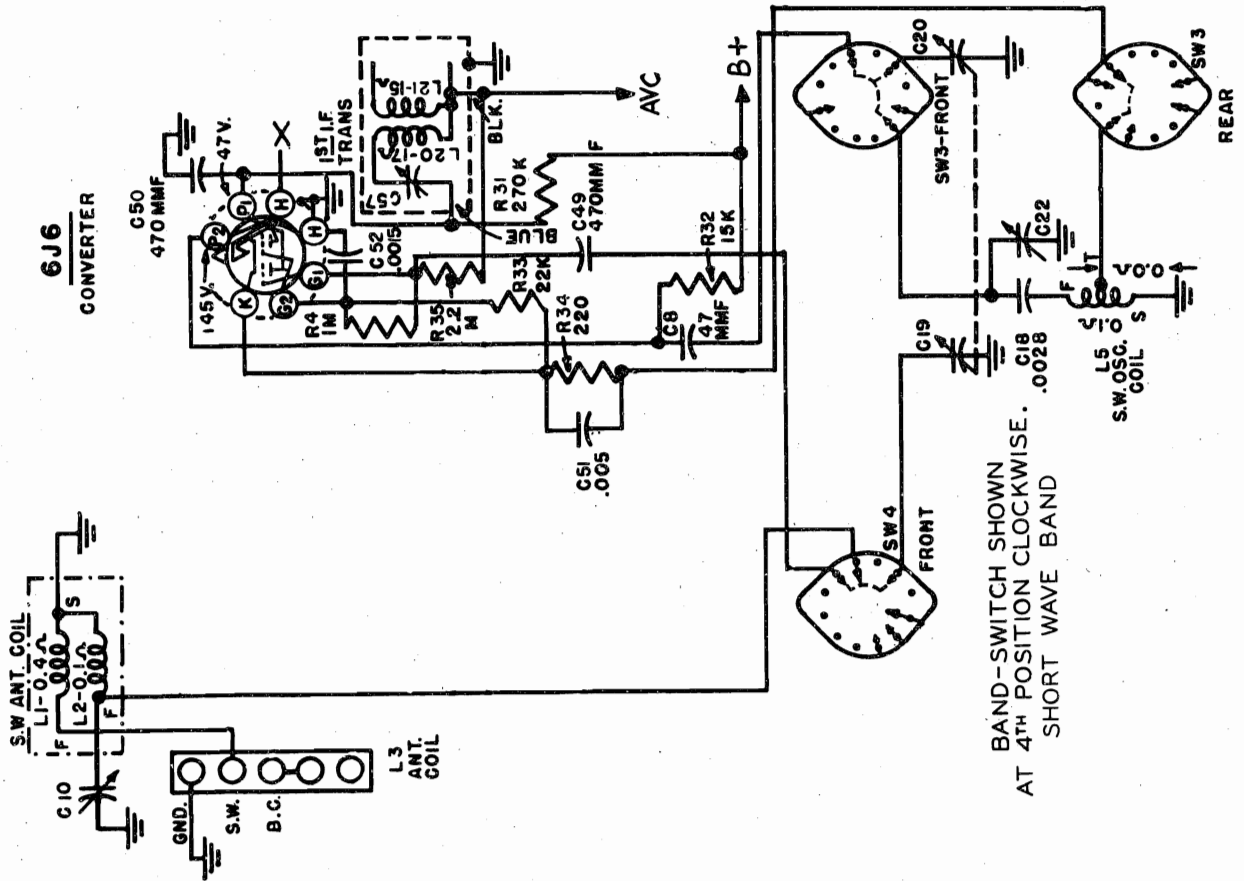 6J6
CONVERTER
C50
470 MMF
47V.
145V.
P2
P1
H
K
T
H
G2
G1
1ST I.F.
TRANS
L21-15
L20-17
C57
BLK.
AVC
BLUE
C52
.0015
R4
1M
R35
2.2
M
R33
22K
R34
220
R31
270K
F
C49
470MMF
R32
15K
C8
47
MMF
B+
C51
.005
S.W ANT. COIL
L1-0.4Ω
L2-0.1Ω
S
F
F
C10
GND.
S.W.
B.C.
L3
ANT.
COIL
SW4
FRONT
SW3-FRONT
C20
C19
C22
C18
.0028
F
T
S
L5
S.W. OSC.
COIL
SW3
REAR
BAND-SWITCH SHOWN
AT 4TH POSITION CLOCKWISE.
SHORT WAVE BAND